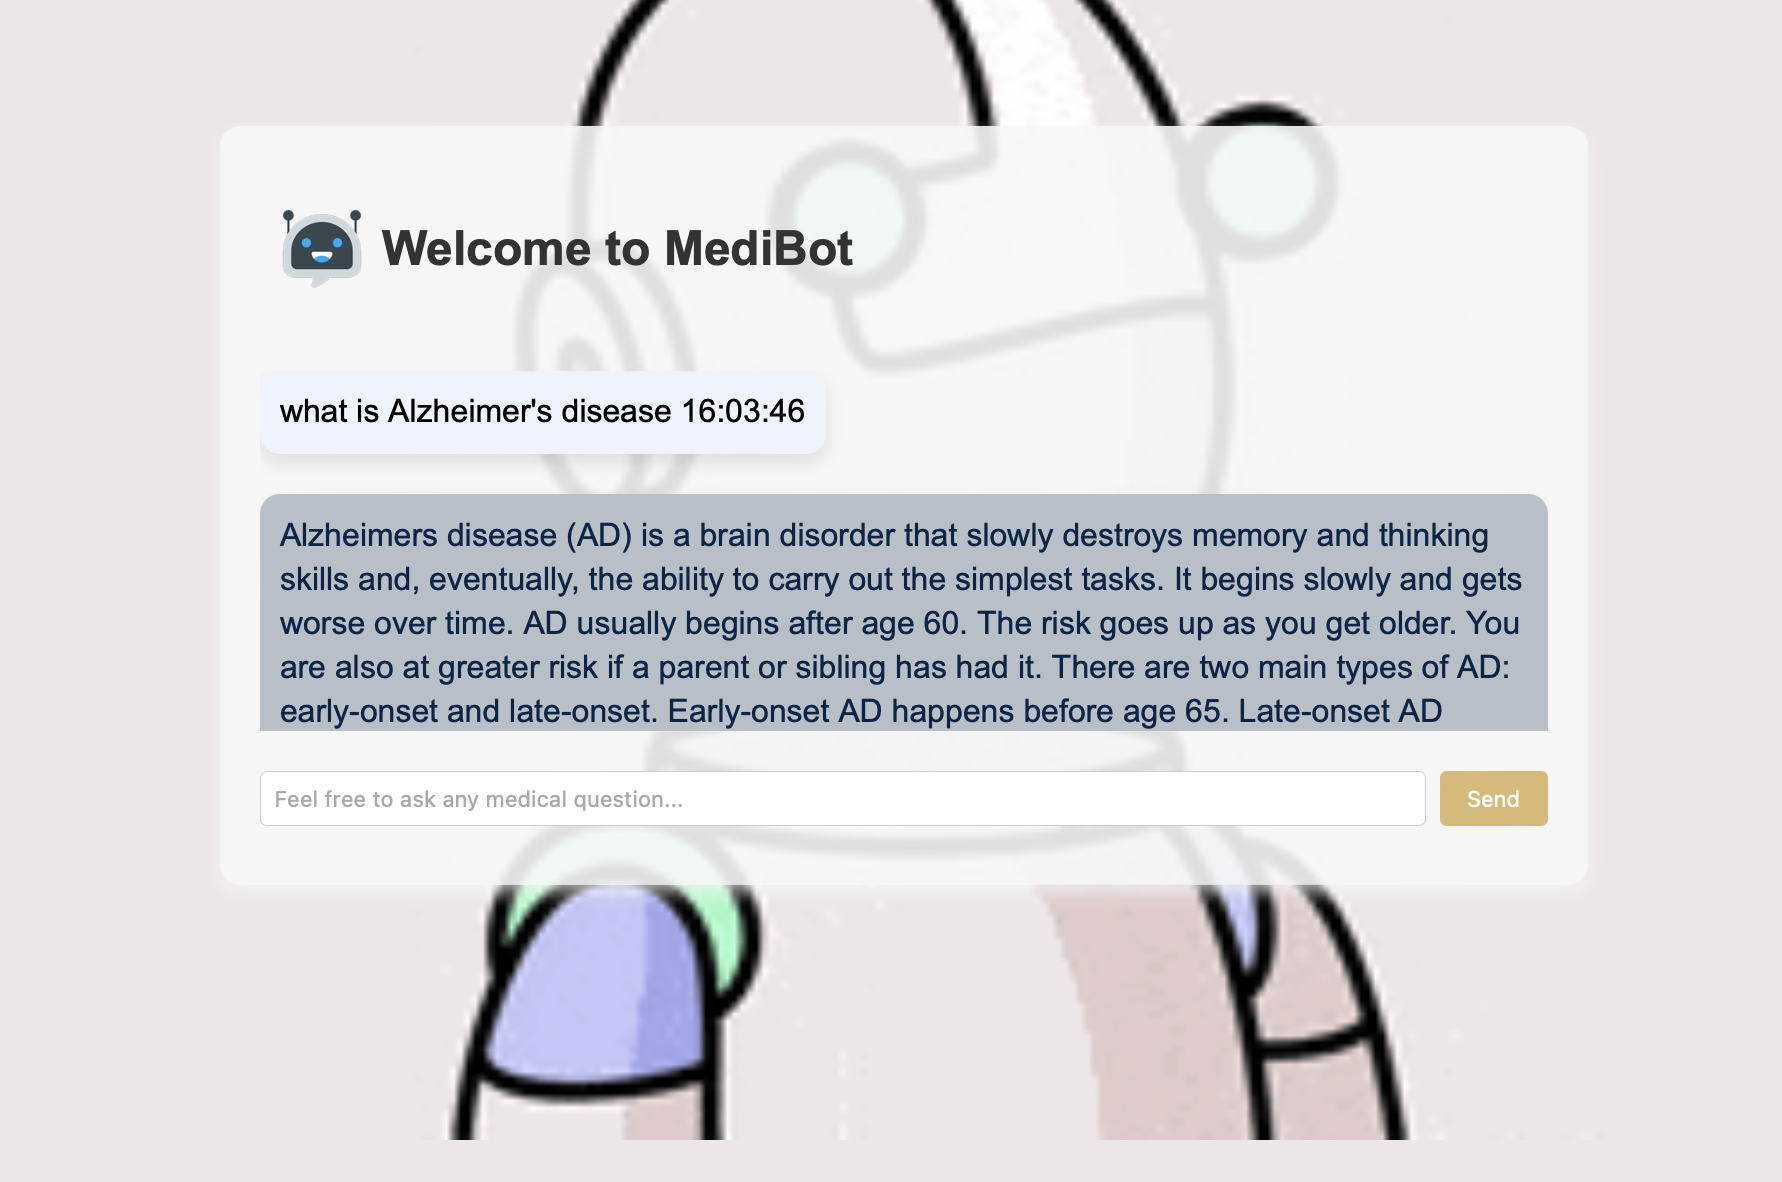 Welcome to MediBot
what is Alzheimer's disease 16:03:46
Alzheimers disease (AD) is a brain disorder that slowly destroys memory and thinking
skills and, eventually, the ability to carry out the simplest tasks. It begins slowly and gets
worse over time. AD usually begins after age 60. The risk goes up as you get older. You
are also at greater risk if a parent or sibling has had it. There are two main types of AD:
early-onset and late-onset. Early-onset AD happens before age 65. Late-onset AD
Feel free to ask any medical question...
Send